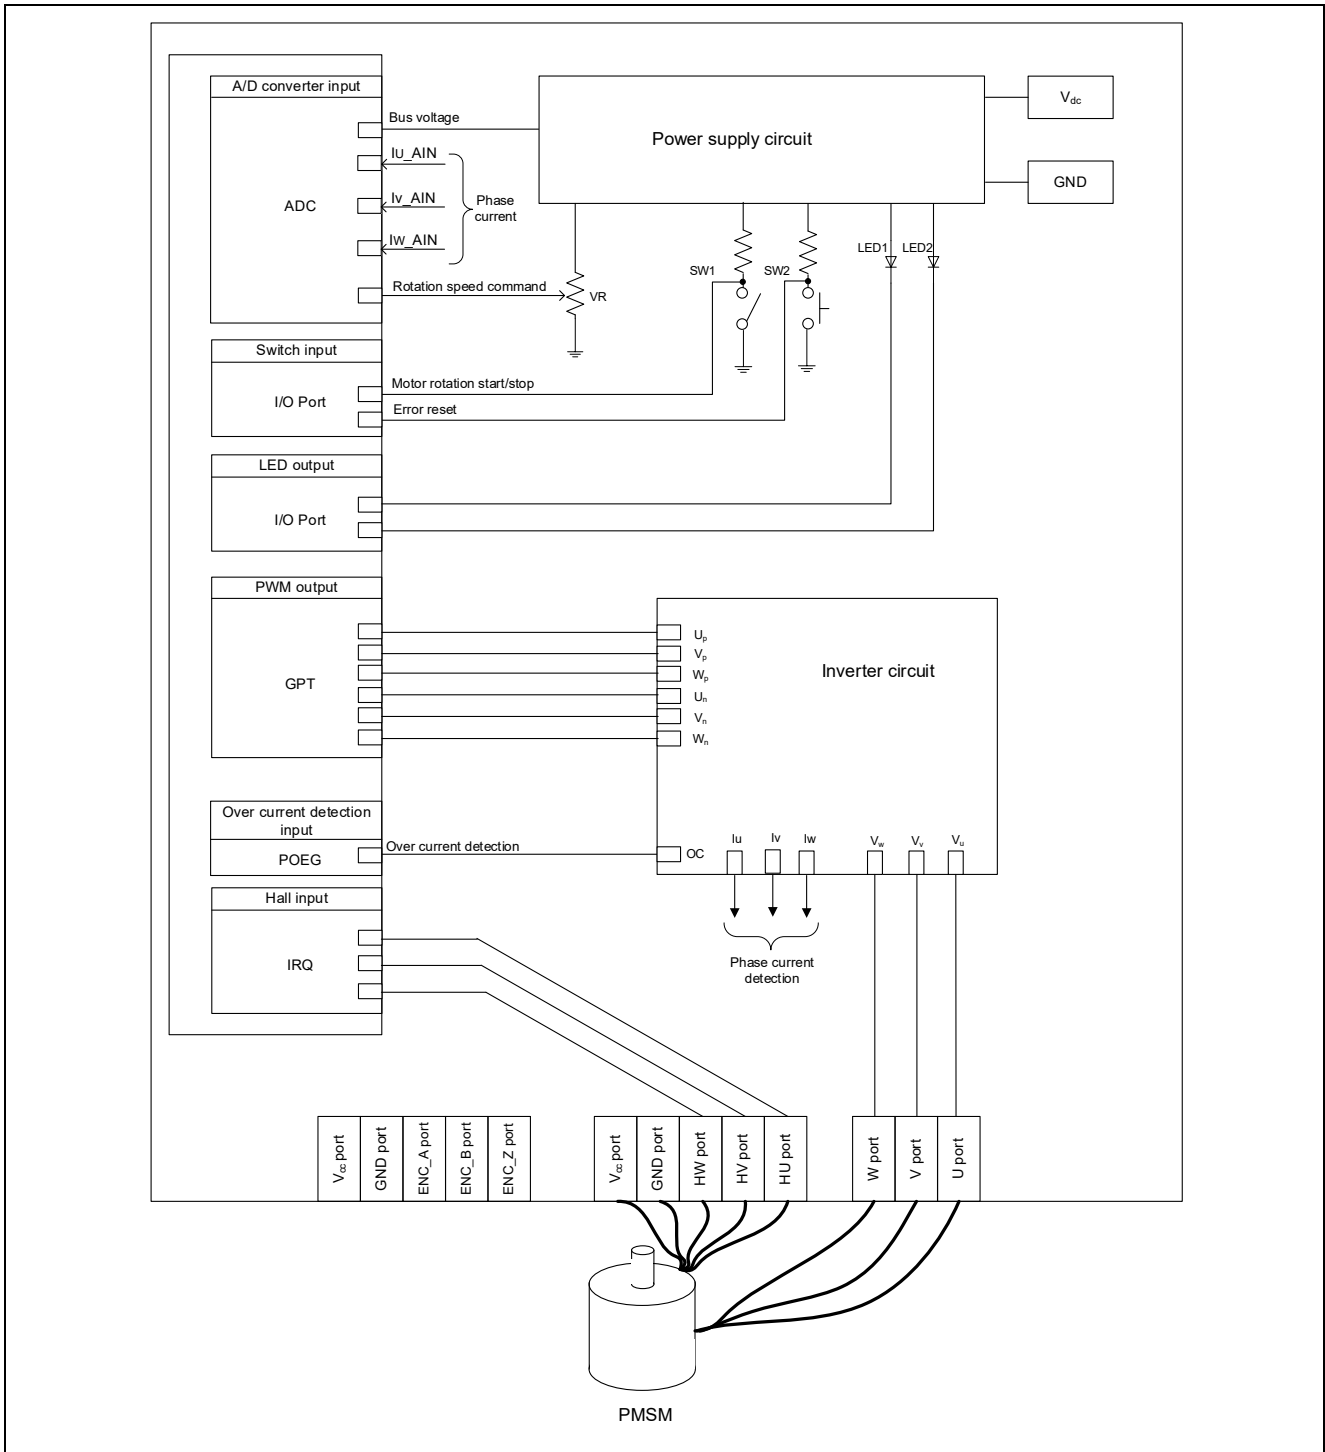 A/D converter input
Bus voltage
IU_AIN
Iv_AIN
Iw_AIN
Phase
current
ADC
Rotation speed command
VR
Power supply circuit
Vdc
GND
SW1
SW2
LED1
LED2
Switch input
I/O Port
Motor rotation start/stop
Error reset
LED output
I/O Port
PWM output
GPT
Up
Vp
Wp
Un
Vn
Wn
Inverter circuit
Over current detection
input
POEG
Over current detection
OC
Iu
Iv
Iw
Vw
Vv
Vu
Phase current
detection
Hall input
IRQ
Vcc port
GND port
ENC_A port
ENC_B port
ENC_Z port
Vcc port
GND port
HW port
HV port
HU port
W port
V port
U port
PMSM